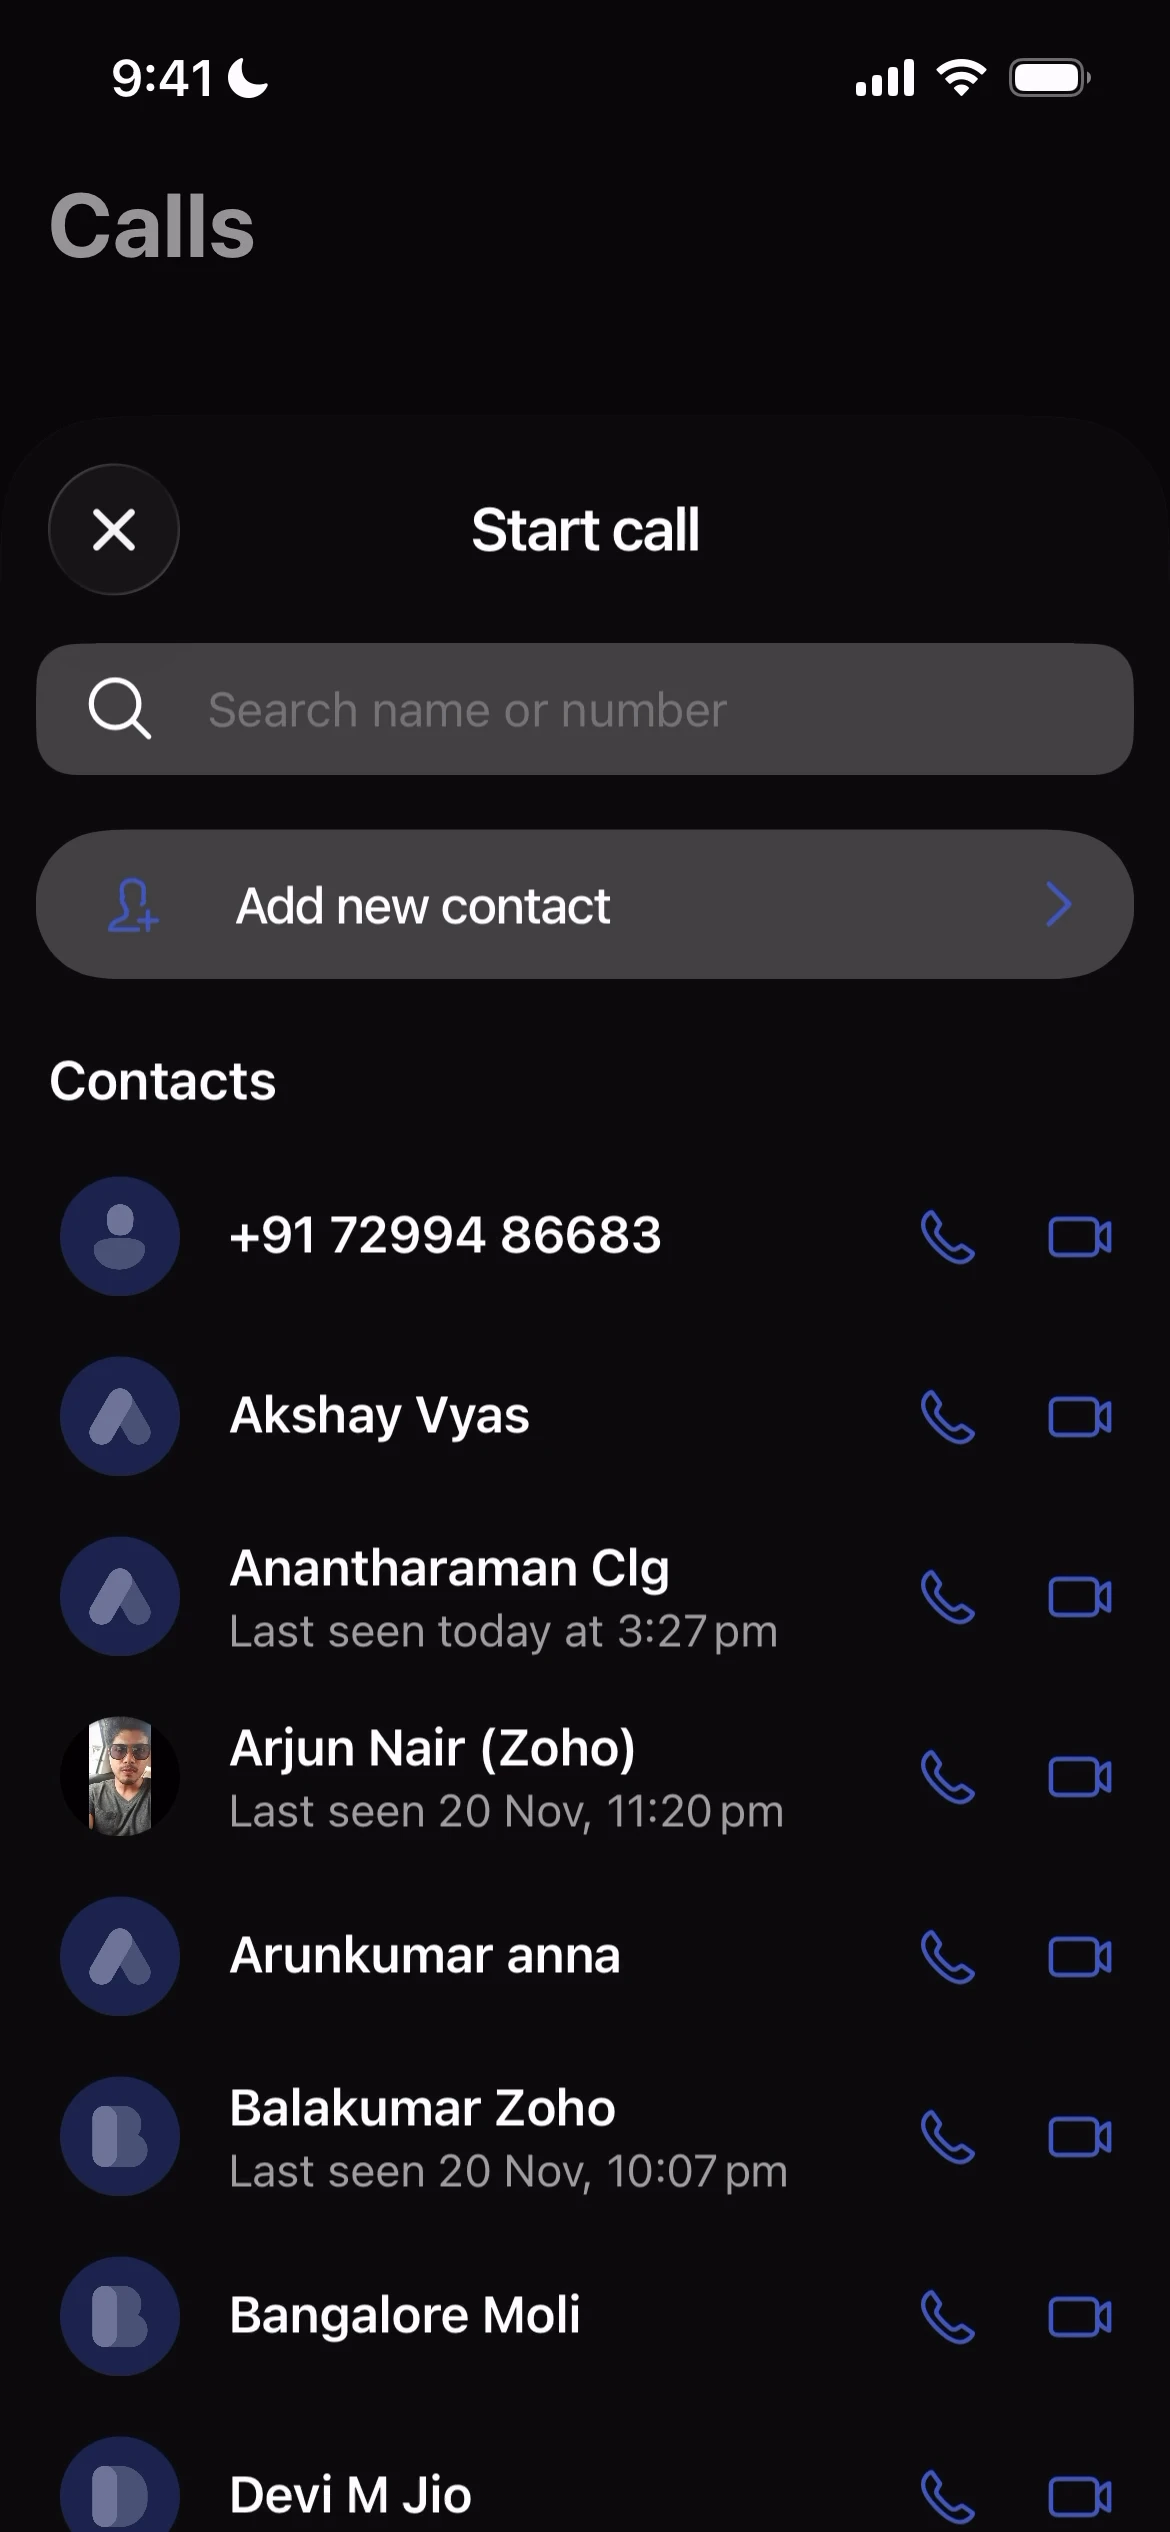 9:41
Calls
Start call
Search name or number
Add new contact
Contacts
+91 72994 86683
Akshay Vyas
Anantharaman Clg
Last seen today at 3:27 pm
Arjun Nair (Zoho)
Last seen 20 Nov, 11:20 pm
Arunkumar anna
B
Balakumar Zoho
Last seen 20 Nov, 10:07 pm
B
Bangalore Moli
D
Devi M Jio